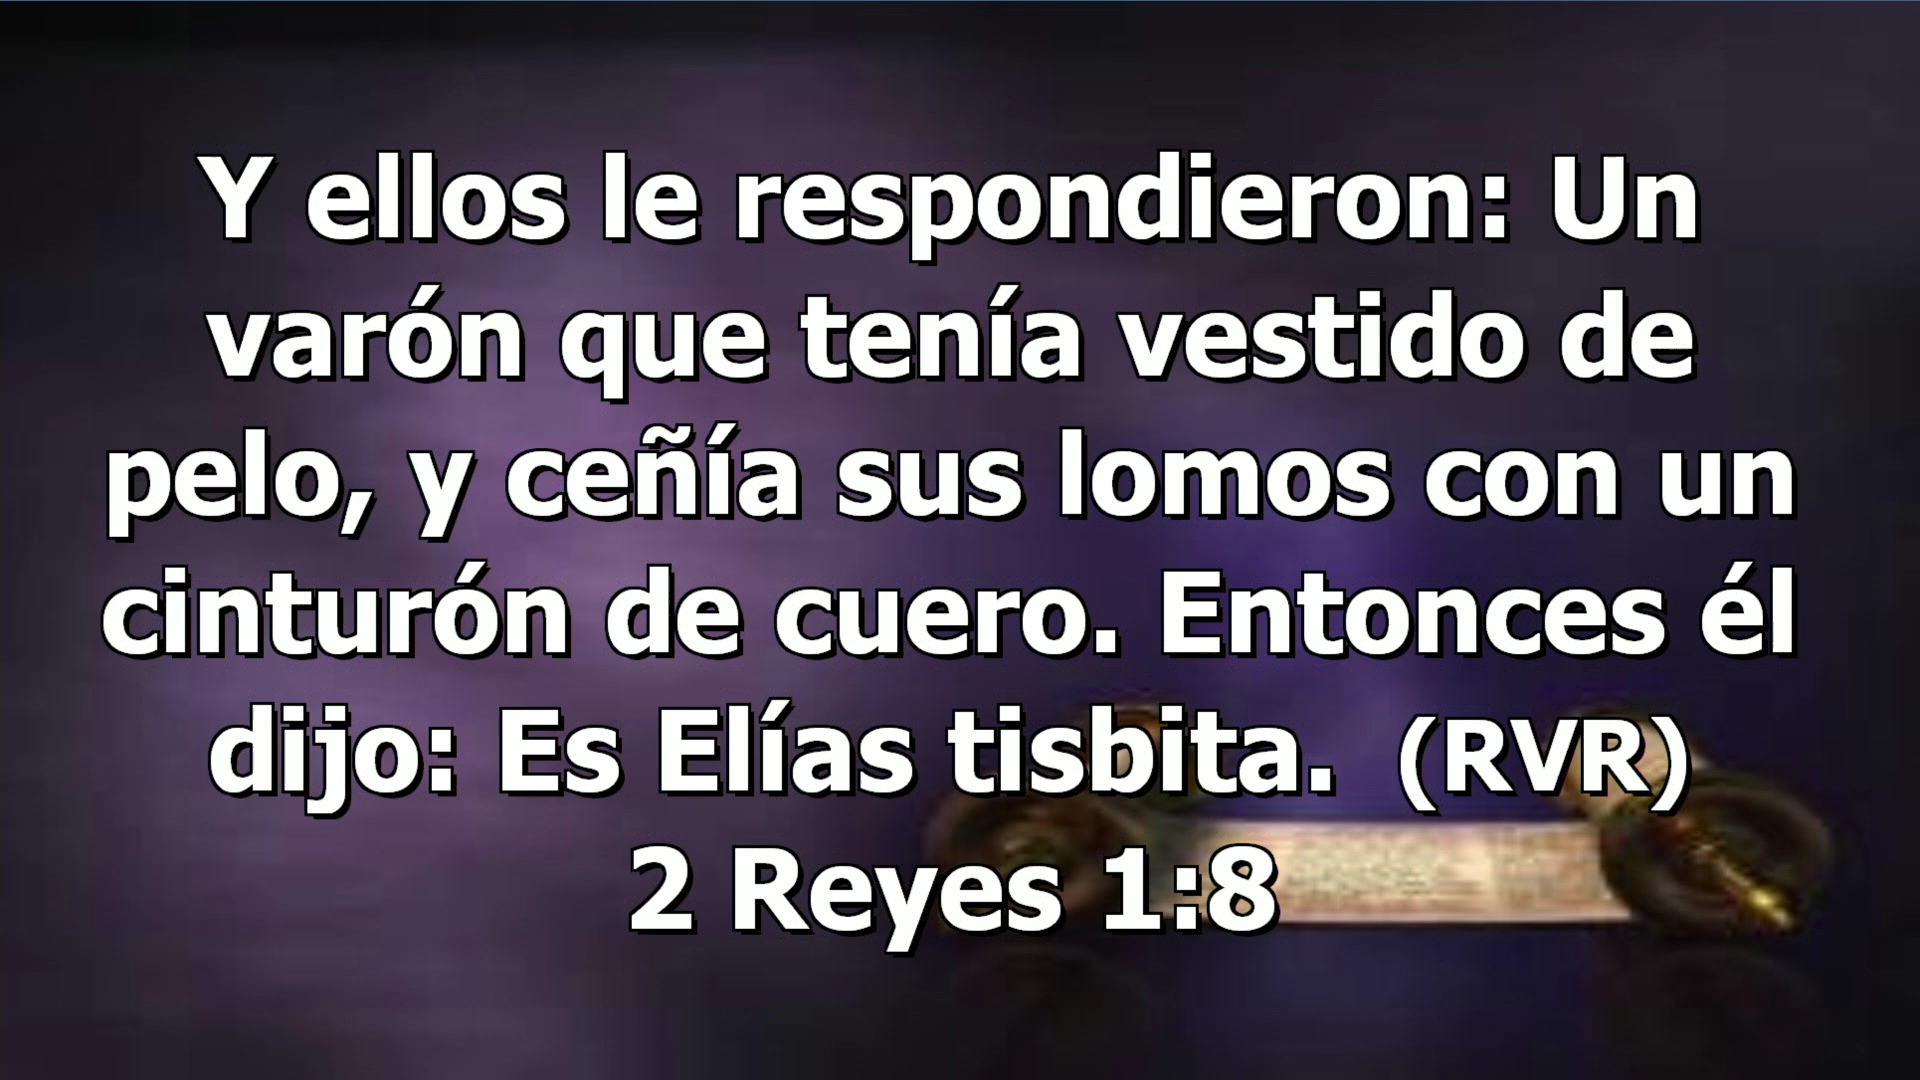 Y ellos le respondieron: Un
varón que tenía vestido de
pelo, y ceñía sus lomos con un
cinturón de cuero. Entonces él
dijo: Es Elías tisbita. (RVR)
2 Reyes 1:8